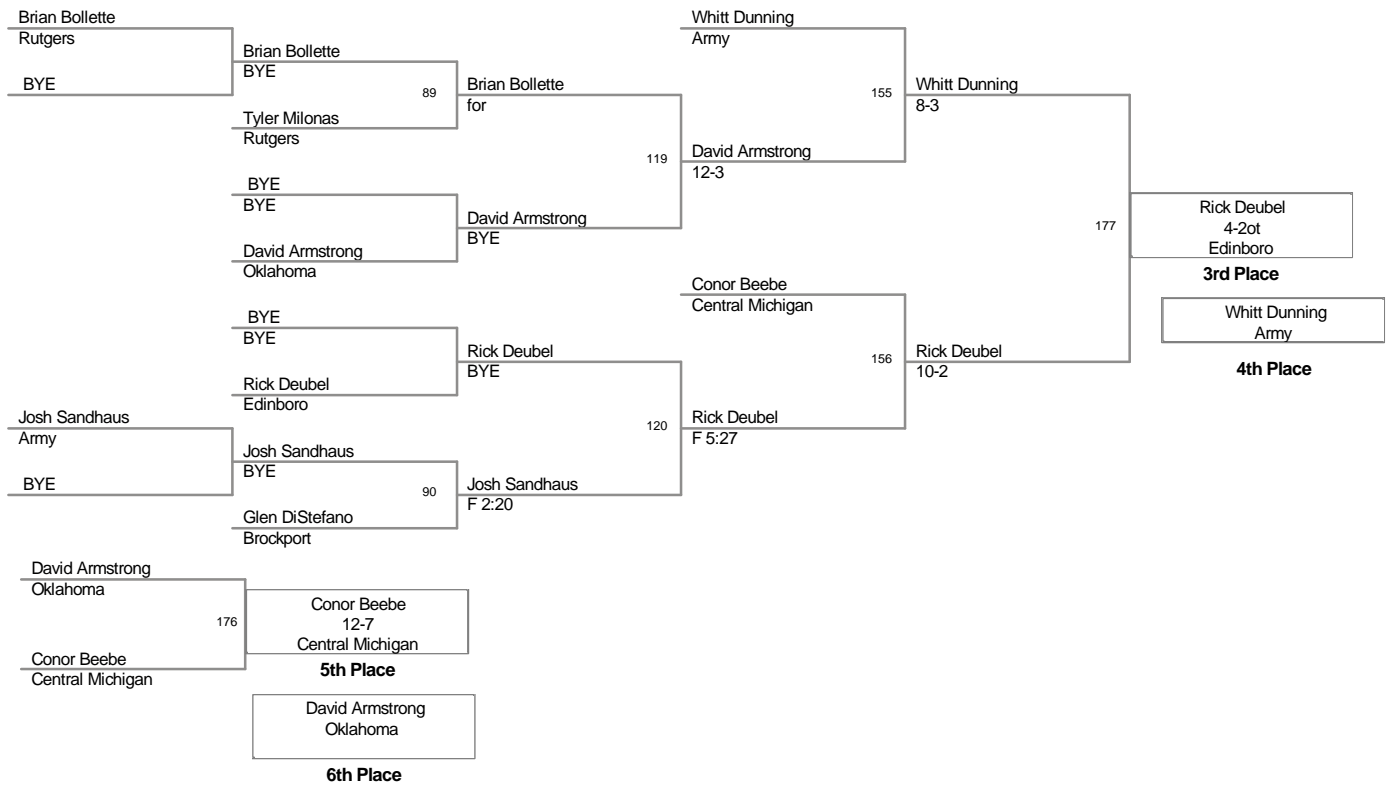 Brian Bollette
Rutgers
BYE
Brian Bollette
BYE
89
Tyler Milonas
Rutgers
Brian Bollette
for
BYE
BYE
David Armstrong
Oklahoma
David Armstrong
BYE
119
David Armstrong
12-3
Whitt Dunning
Army
155
Whitt Dunning
8-3
BYE
BYE
Rick Deubel
Edinboro
Rick Deubel
BYE
Josh Sandhaus
Army
BYE
Josh Sandhaus
BYE
90
Glen DiStefano
Brockport
Josh Sandhaus
F 2:20
120
Rick Deubel
F 5:27
Conor Beebe
Central Michigan
156
Rick Deubel
10-2
177
Rick Deubel
4-2ot
Edinboro
3rd Place
Whitt Dunning
Army
4th Place
David Armstrong
Oklahoma
176
Conor Beebe
Central Michigan
Conor Beebe
12-7
Central Michigan
5th Place
David Armstrong
Oklahoma
6th Place